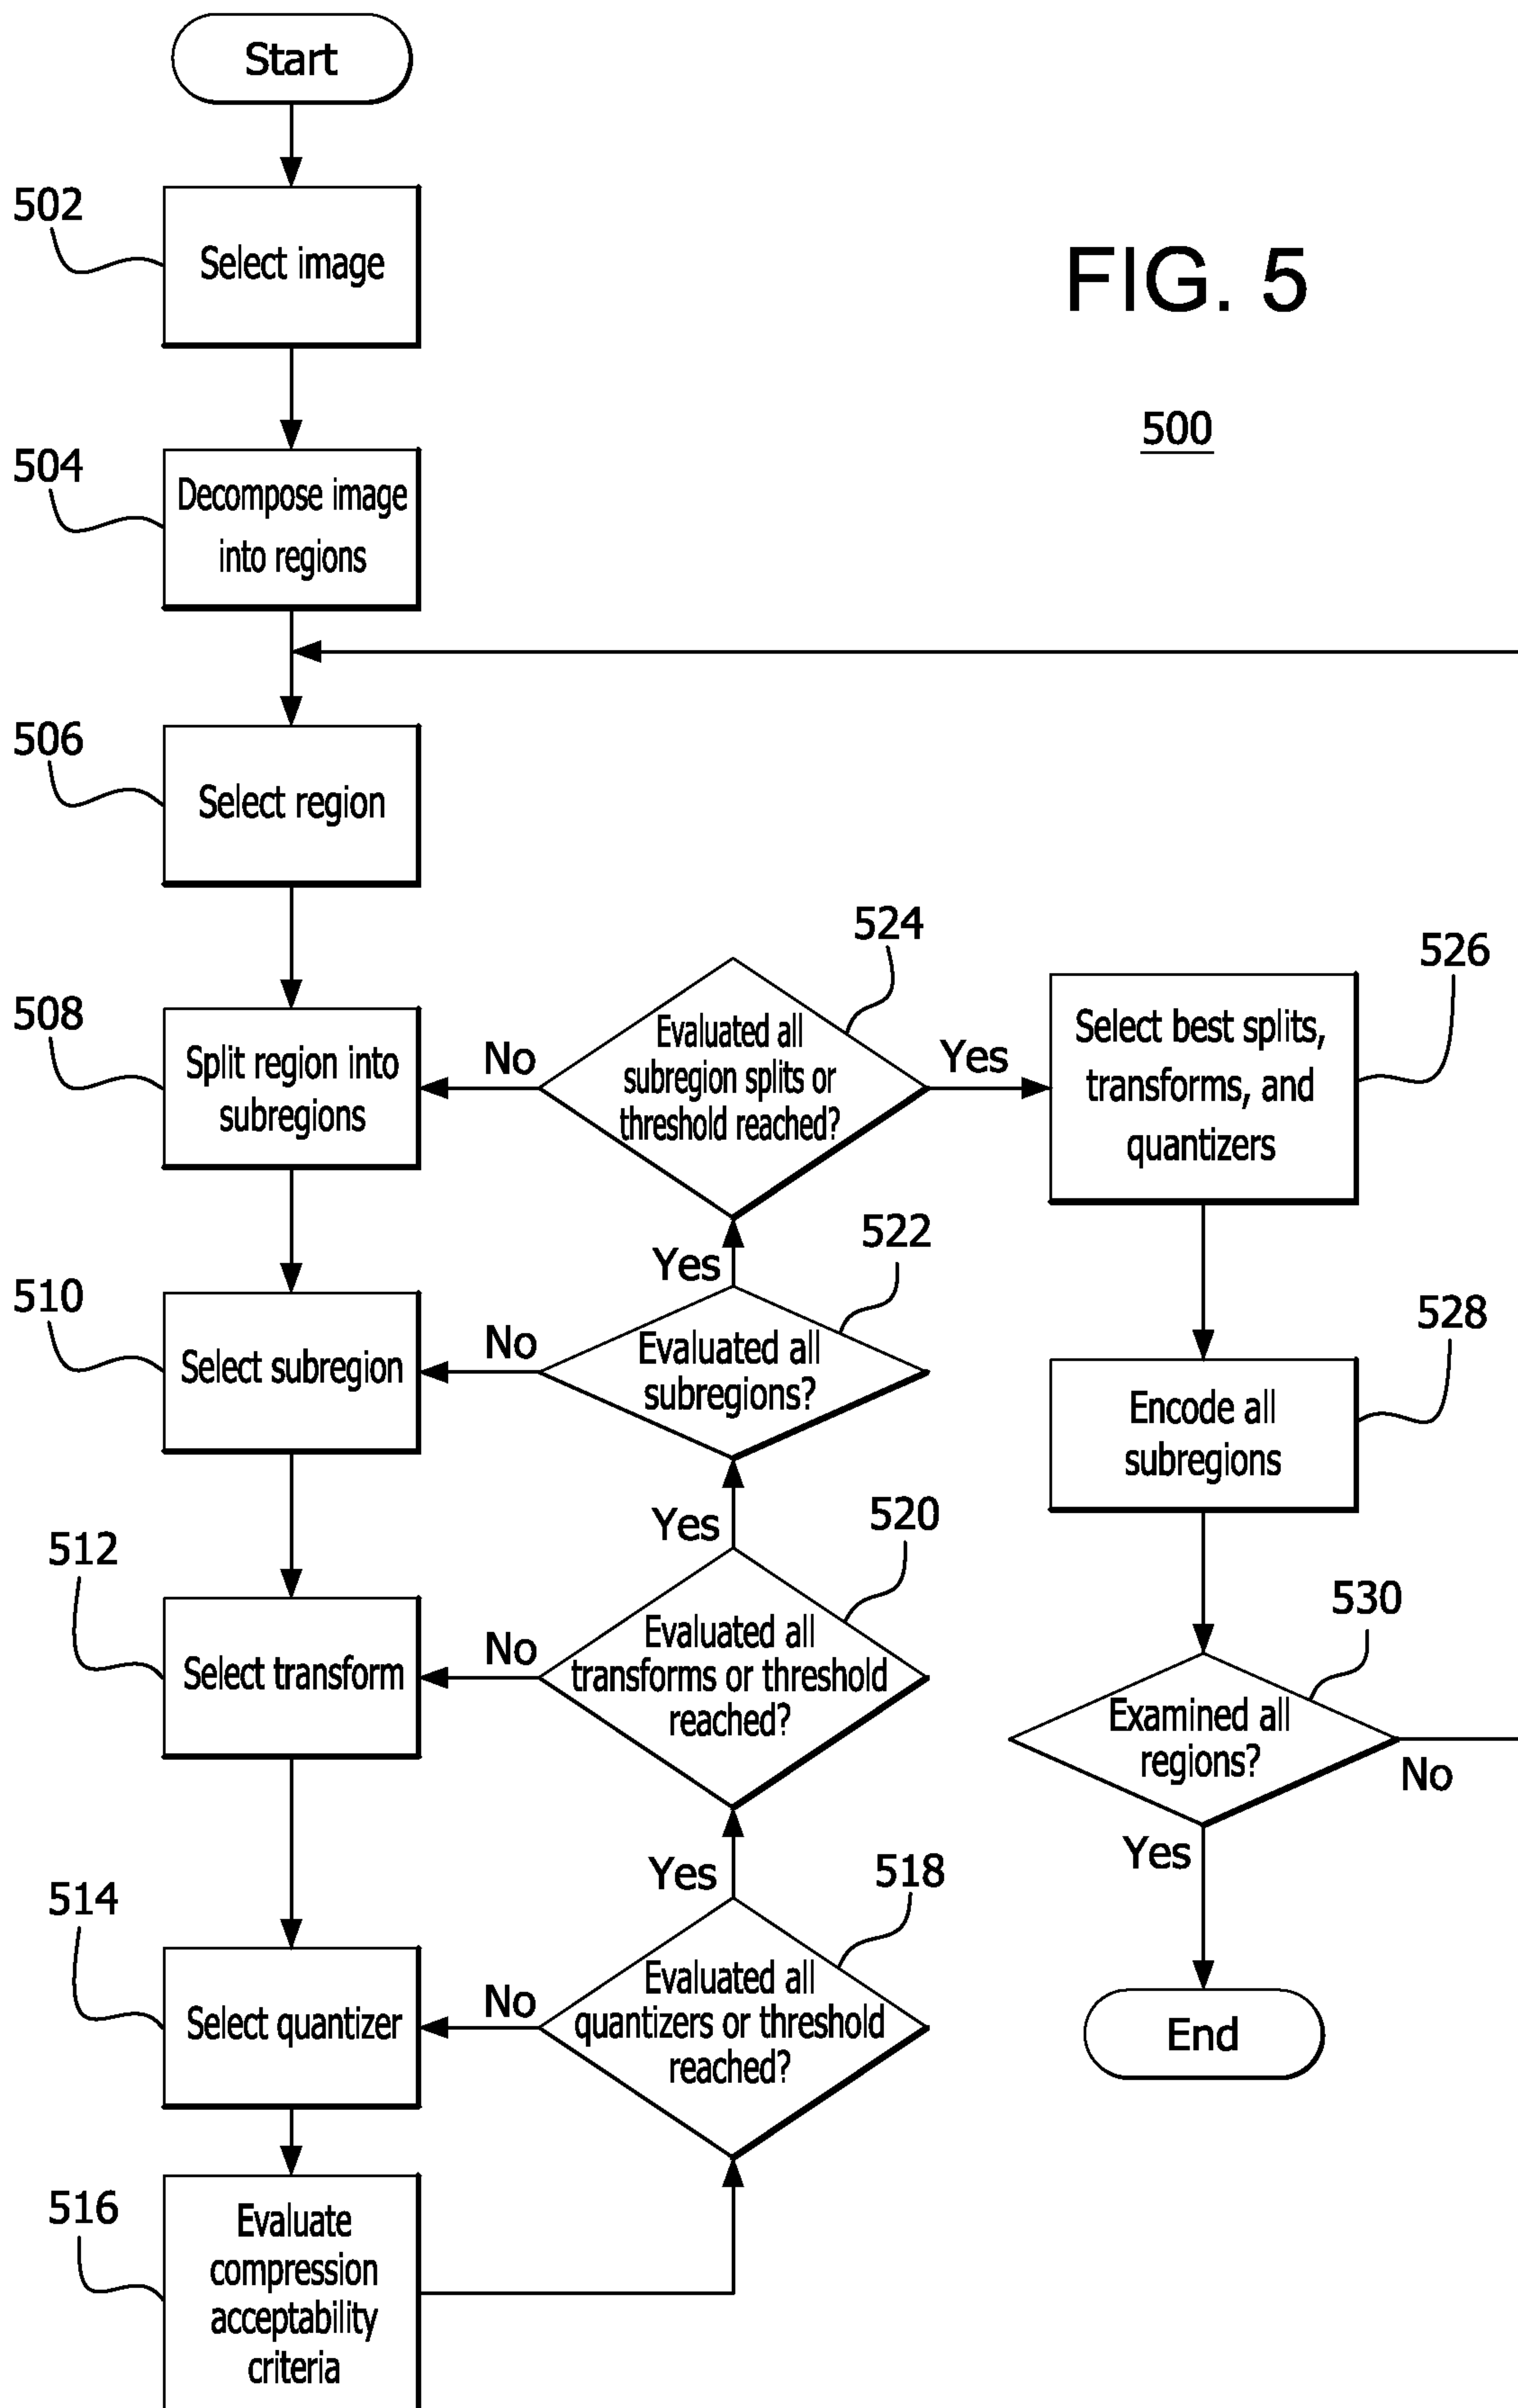 Start
502
Select image
FIG. 5
500
504
Decompose image
into regions
506
Select region
508
Split region into
subregions
No
524
Evaluated all
subregion splits or
threshold reached?
Yes
526
Select best splits,
transforms, and
quantizers
Yes
510
Select subregion
No
522
Evaluated all
subregions?
528
Encode all
subregions
Yes
512
Select transform
No
520
Evaluated all
transforms or threshold
reached?
530
Examined all
regions?
No
Yes
Yes
514
Select quantizer
No
518
Evaluated all
quantizers or threshold
reached?
End
516
Evaluate
compression
acceptability
criteria